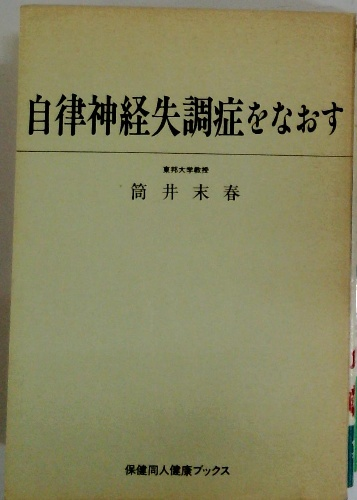 自律神経失調症をなおす
東邦大学教授
筒井末春
保健同人健康ブックス